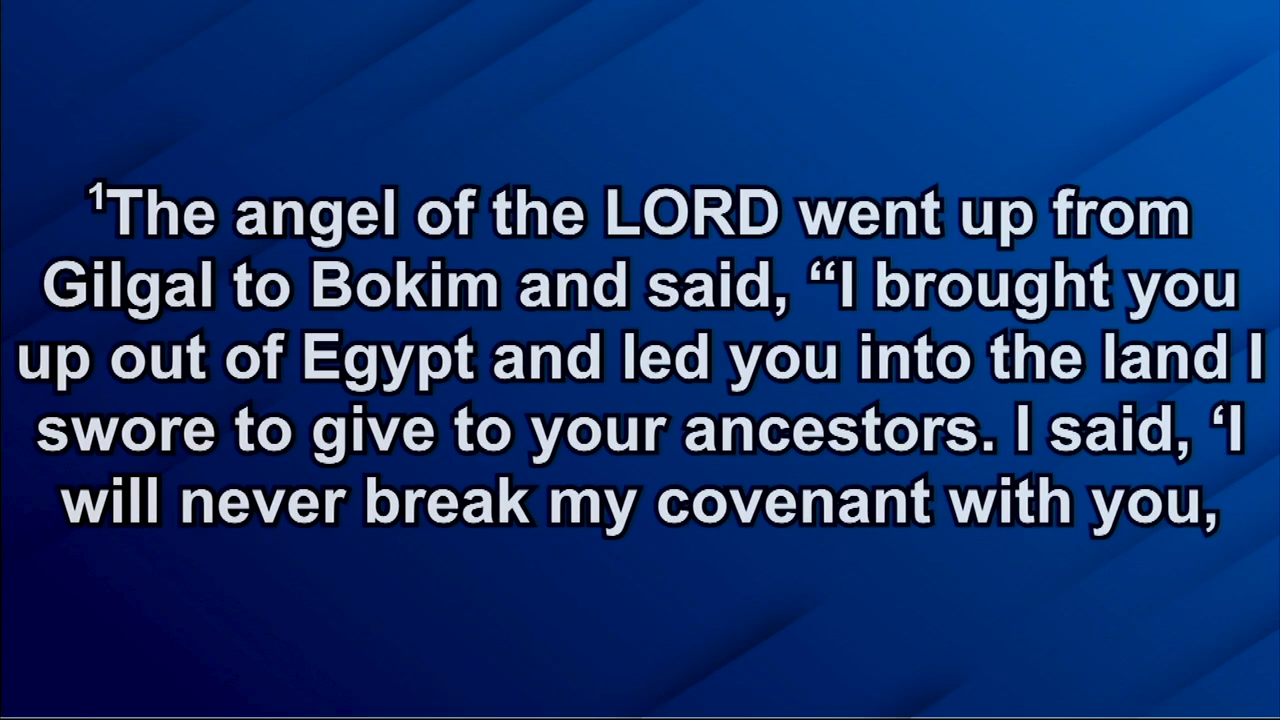 ¹The angel of the LORD went up from
Gilgal to Bokim and said, “I brought you
up out of Egypt and led you into the land I
swore to give to your ancestors. I said, ‘I
will never break my covenant with you,